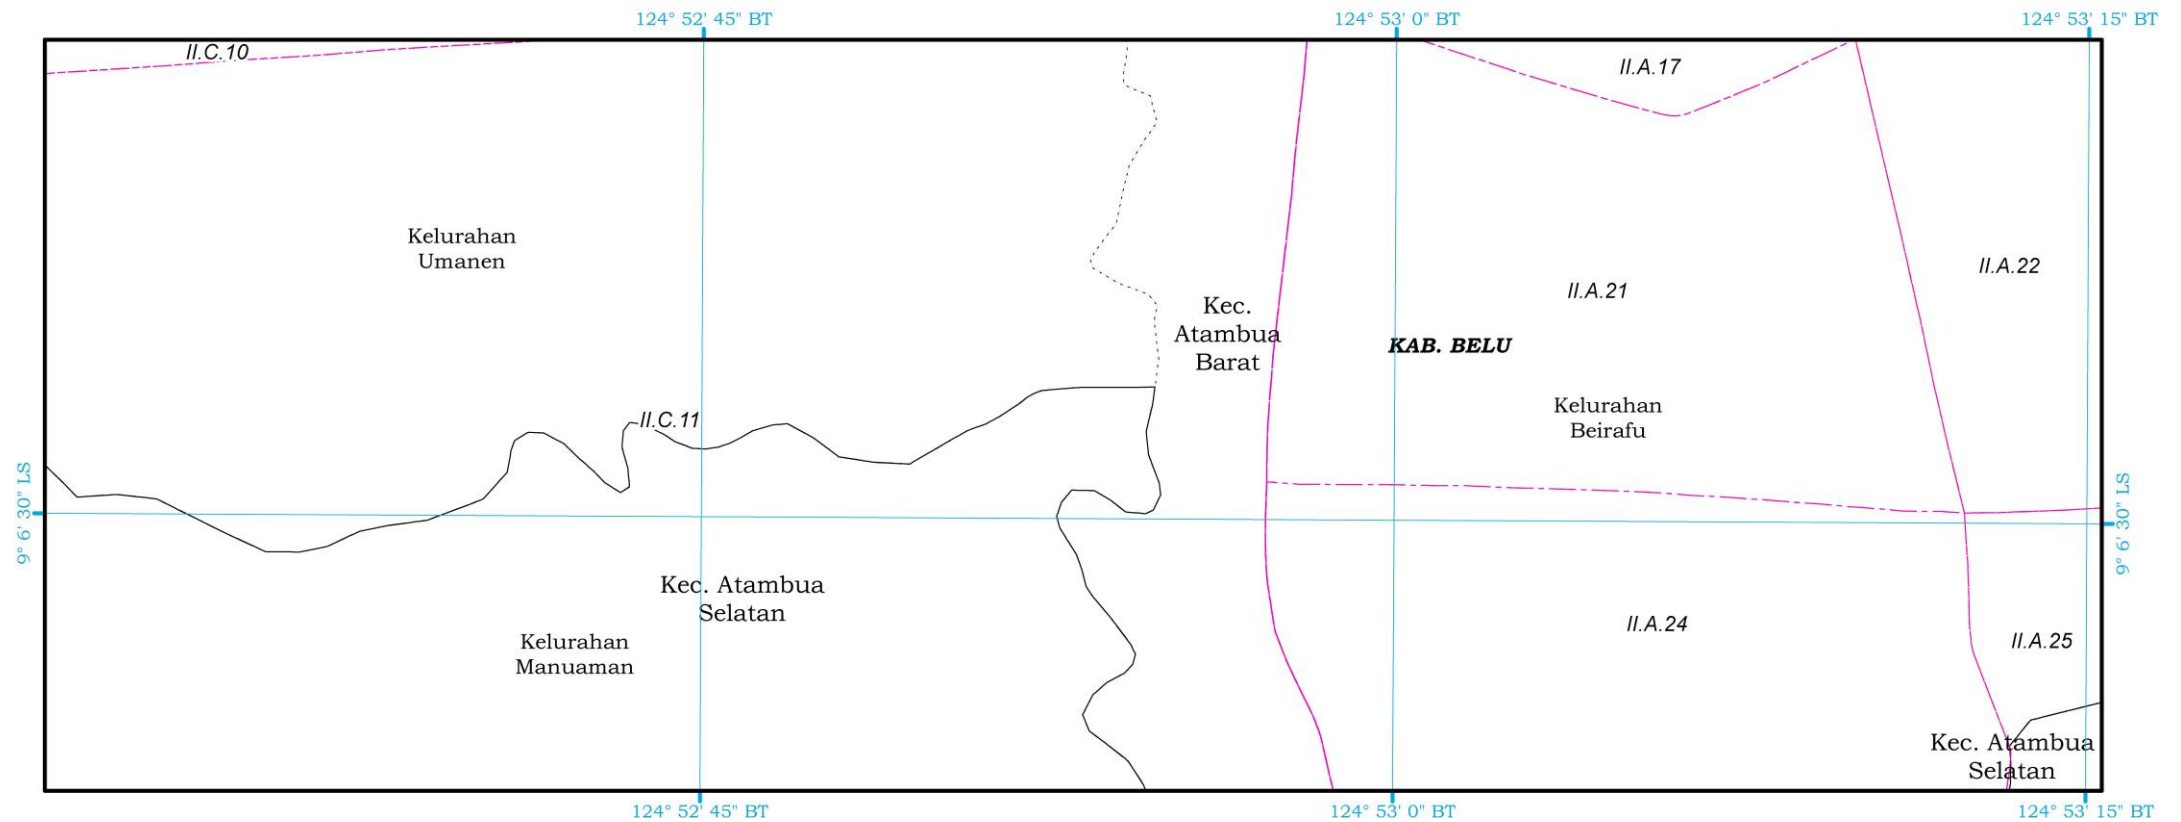 124° 52' 45" BT
124° 53' 0" BT
124° 53' 15" BT
II.C.10
II.A.17
Kelurahan
Umanen
II.A.22
II.A.21
Kec.
Atambua
Barat
KAB. BELU
Kelurahan
Beirafu
II.C.11
9° 6' 30" LS
9° 6' 30" LS
Kec. Atambua
Selatan
Kelurahan
Manuaman
II.A.24
II.A.25
Kec. Atambua
Selatan
124° 52' 45" BT
124° 53' 0" BT
124° 53' 15" BT